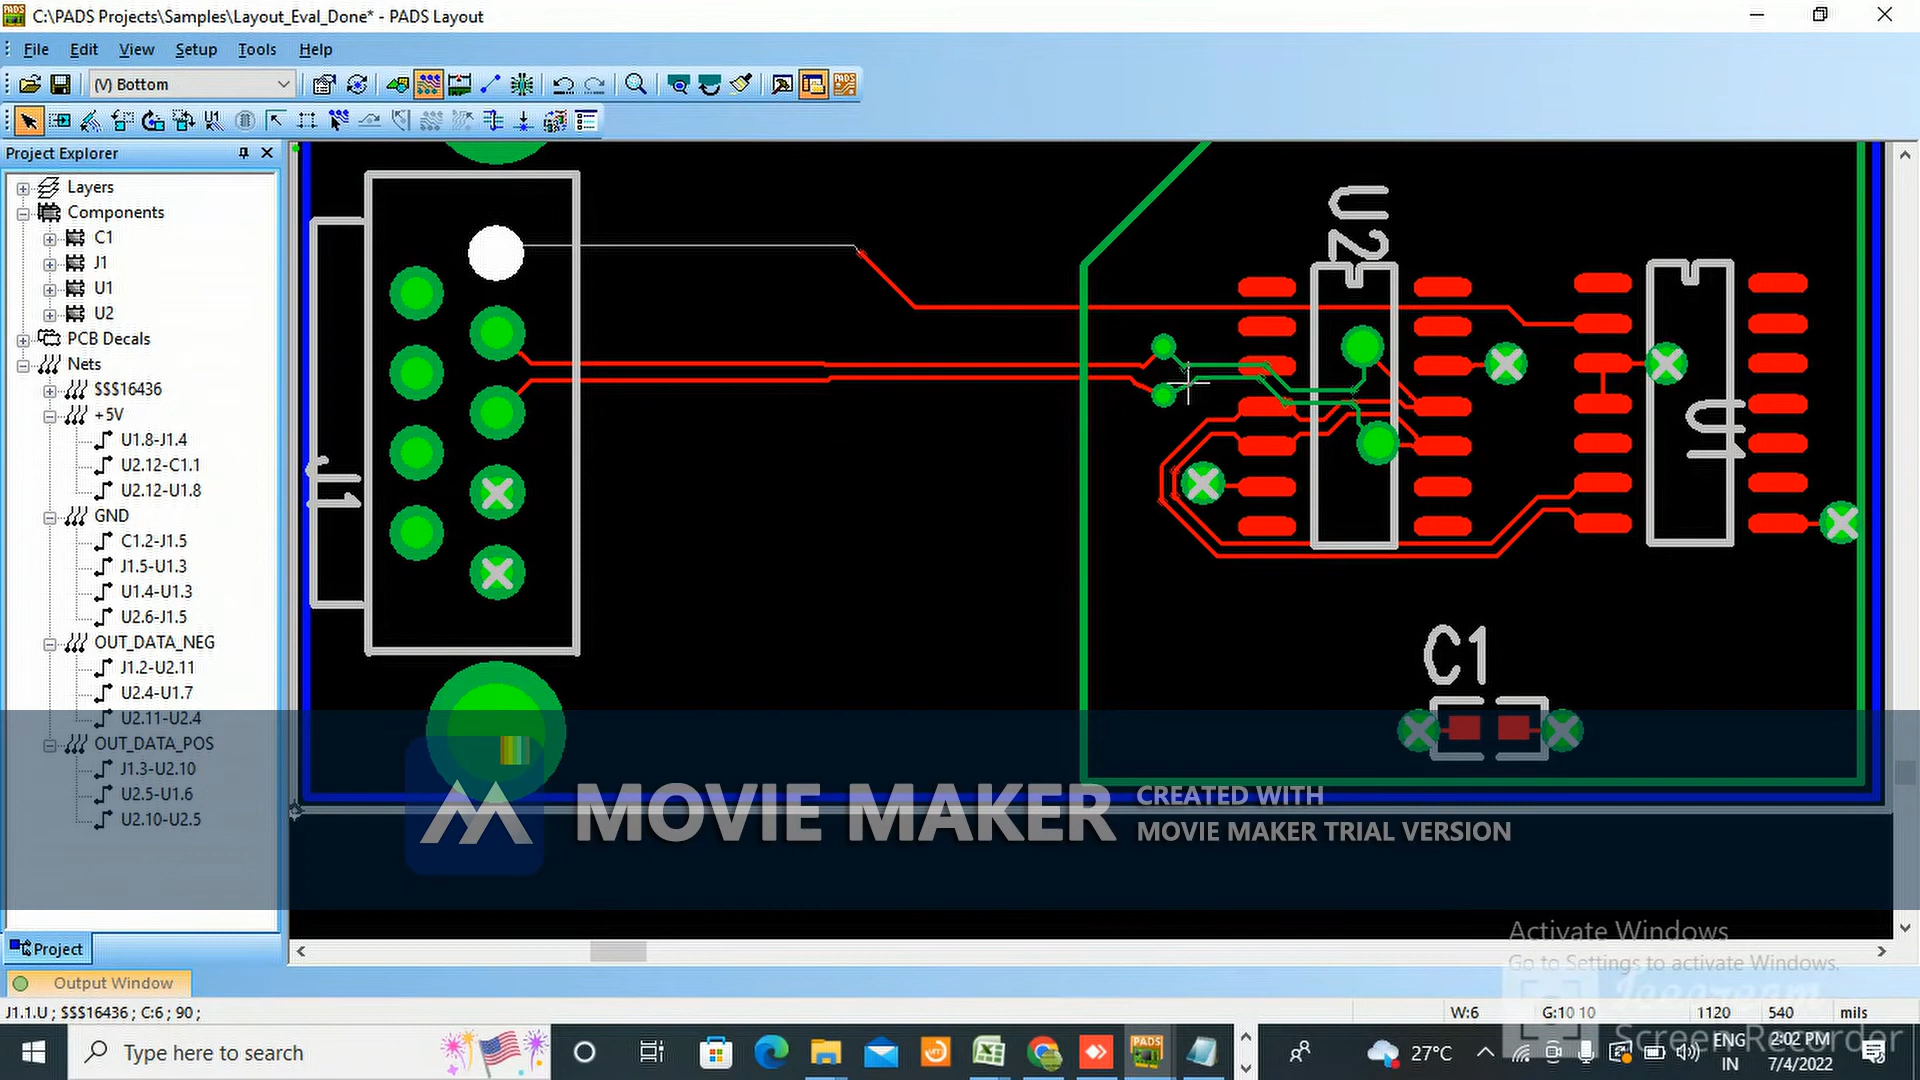 C:\PADS Projects\Samples\Layout_Eval_Done* - PADS Layout
File Edit View Setup Tools Help
(V) Bottom
Project Explorer
Layers
Components
C1
J1
U1
U2
PCB Decals
Nets
$$$16436
+5V
U1.8-J1.4
U2.12-C1.1
U2.12-U1.8
GND
C1.2-J1.5
J1.5-U1.3
U1.4-U1.3
U2.6-J1.5
OUT_DATA_NEG
J1.2-U2.11
U2.4-U1.7
U2.11-U2.4
OUT_DATA_POS
J1.3-U2.10
U2.5-U1.6
U2.10-U2.5
J1
U2
U1
C1
MOVIE MAKER
CREATED WITH
MOVIE MAKER TRIAL VERSION
Activate Windows
Go to Settings to activate Windows.
Icecream
Screen Recorder
Project
Output Window
J1.1.U ; $$$16436 ; C:6 ; 90 ;
W:6 G:10 10 1120 540 mils
Type here to search
PADS
27°C
ENG
IN
2:02 PM
7/4/2022